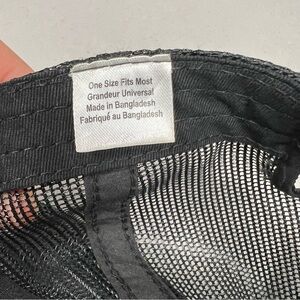 One Size Fits Most
Grandeur Universal
Made in Bangladesh
Fabriqué au Bangladesh